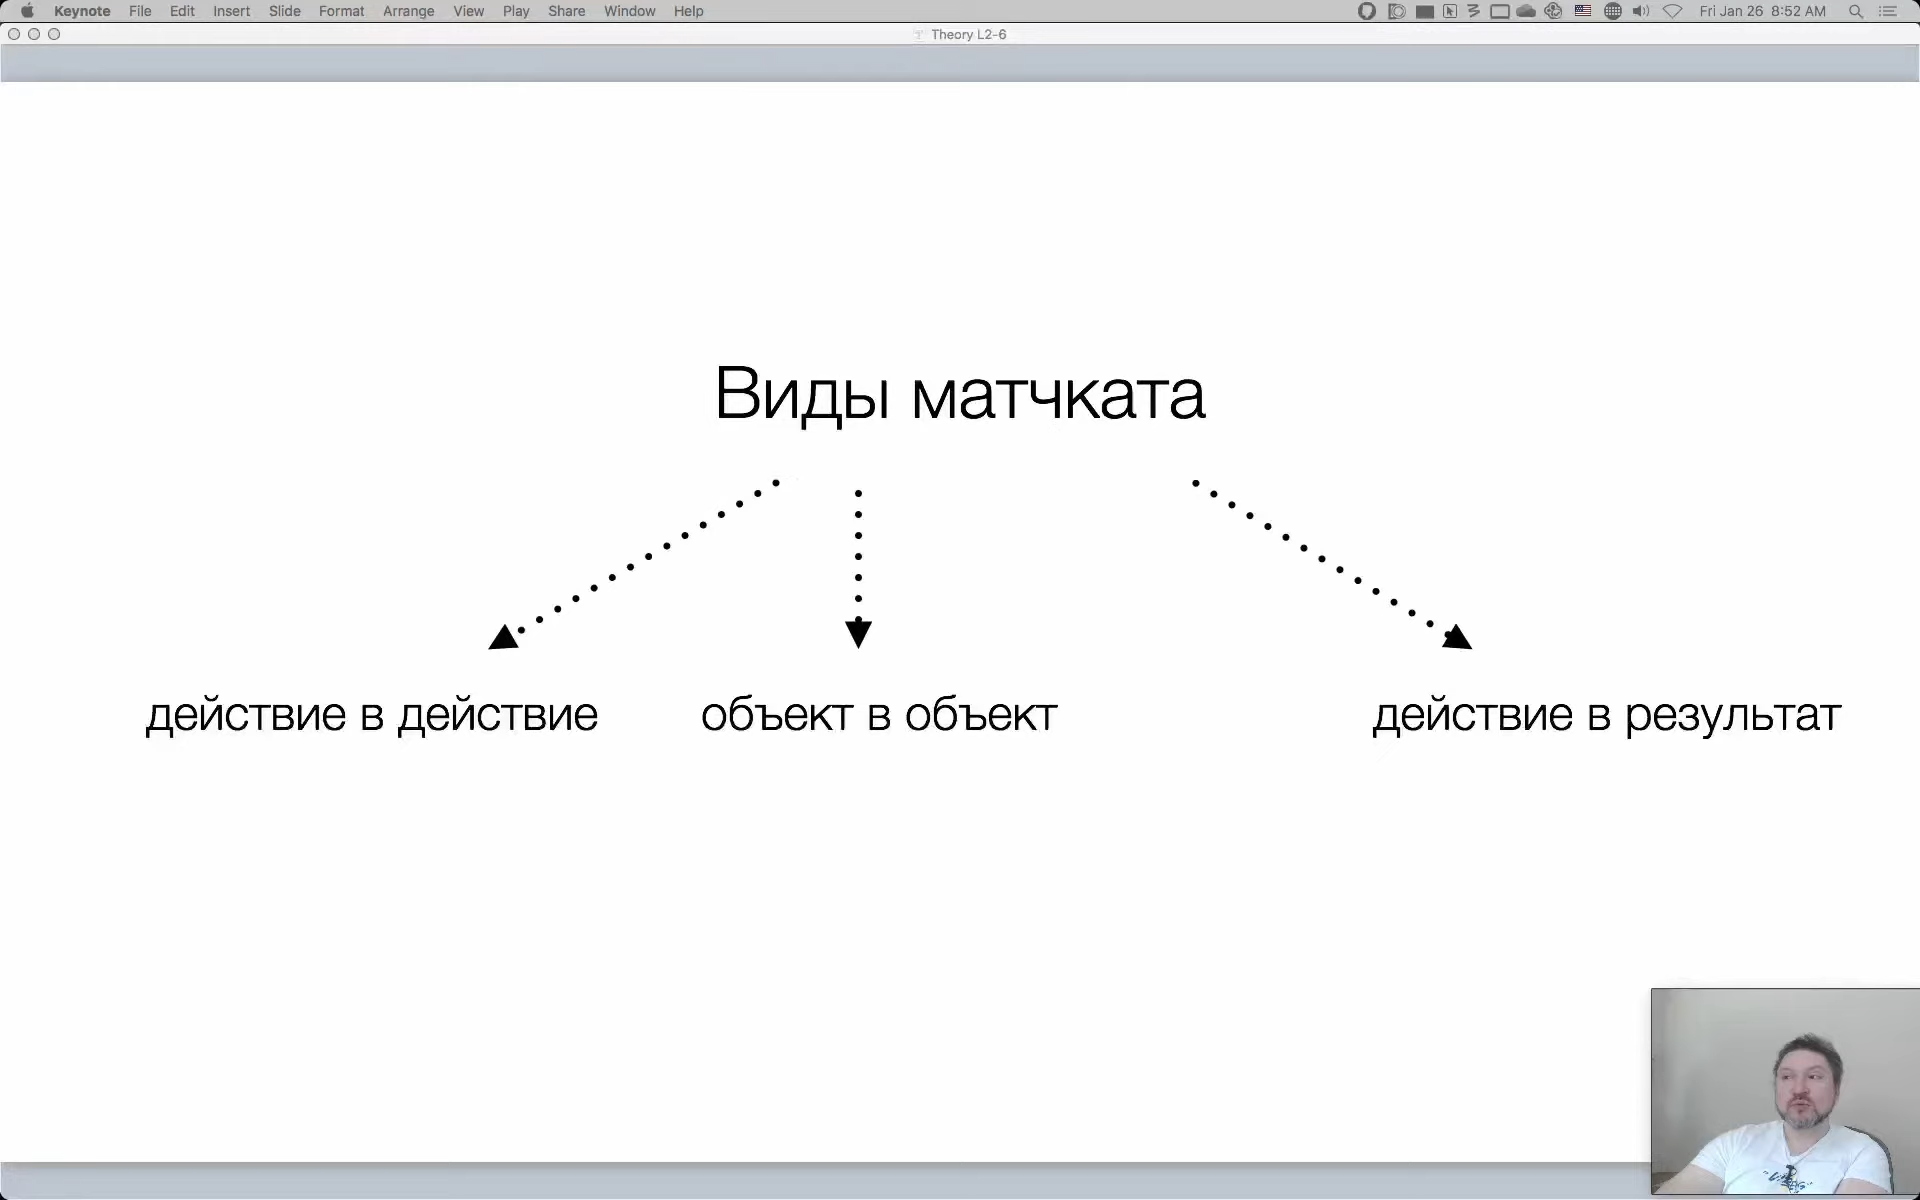 Keynote File Edit Insert Slide Format Arrange View Play Share Window Help Fri Jan 26 8:52 AM
Theory L2-6
Виды матчката
действие в действие объект в объект действие в результат